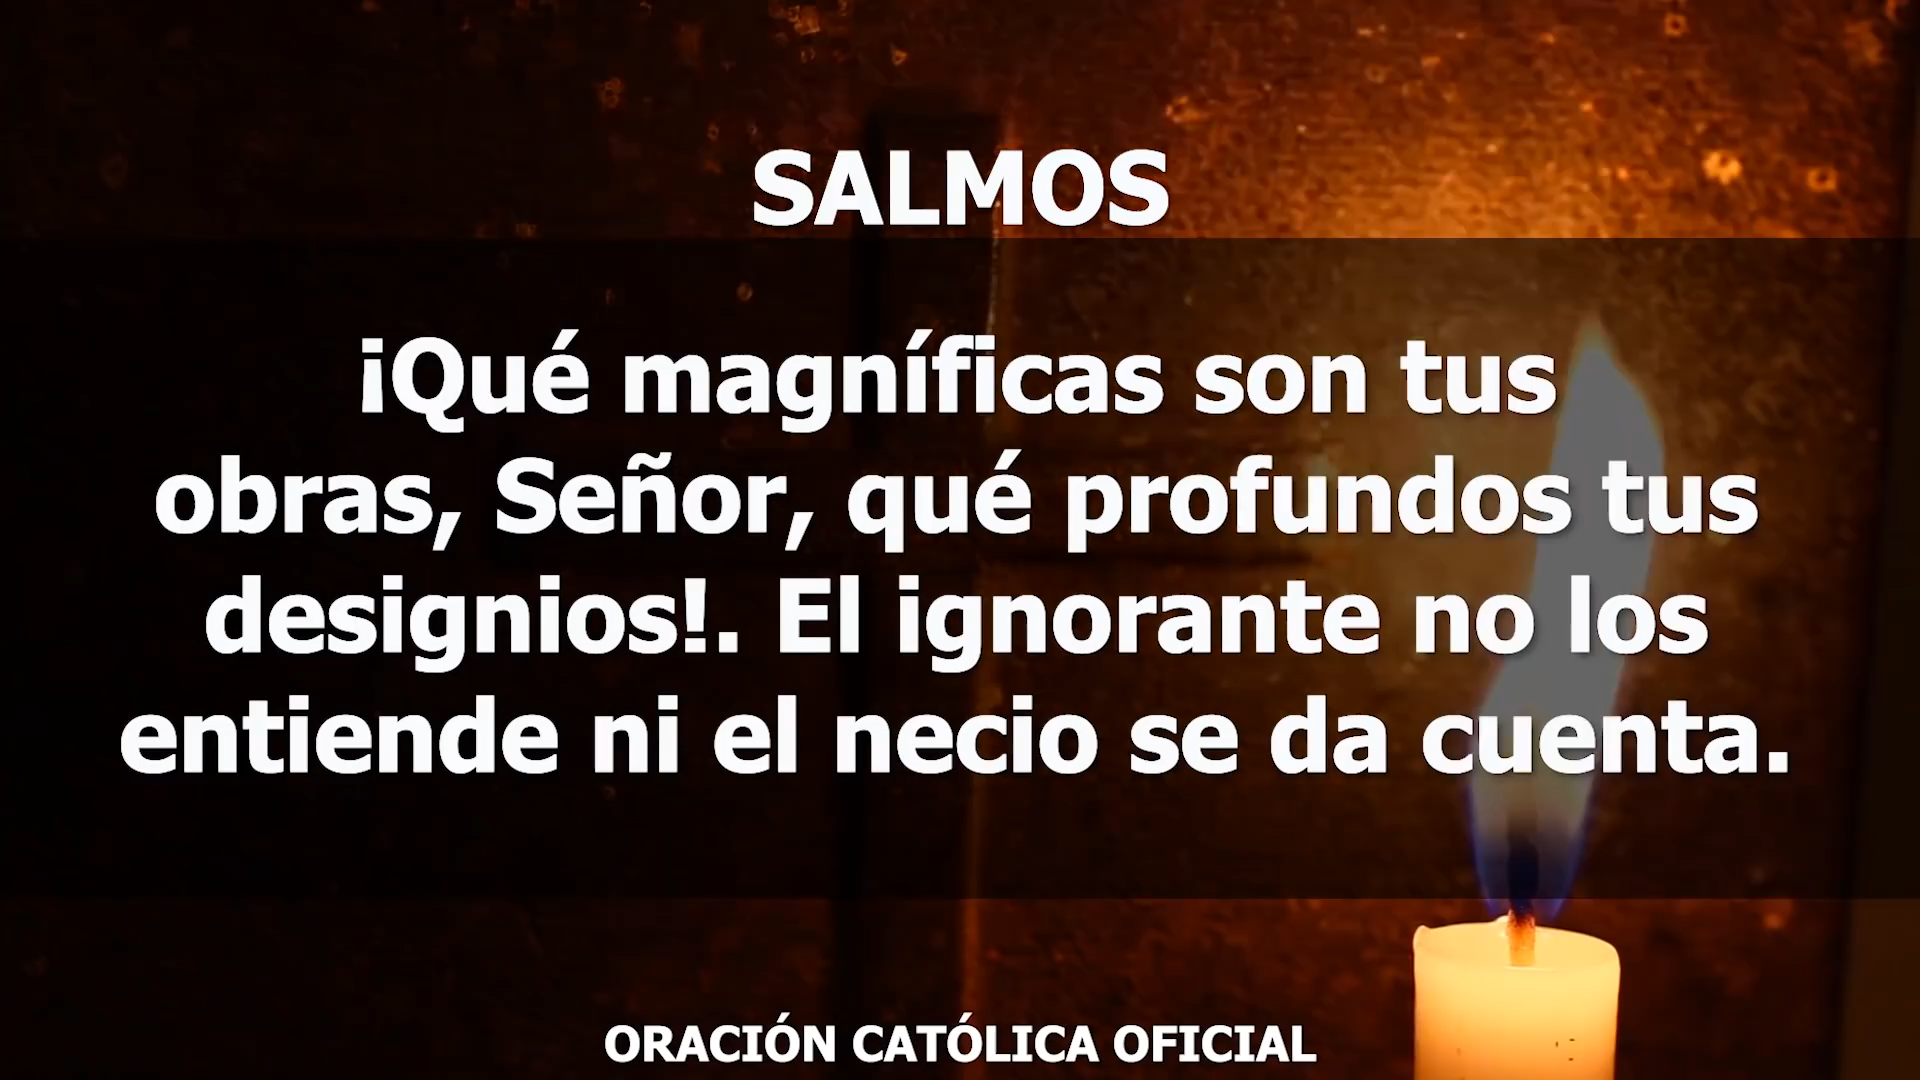 SALMOS
¡Qué magníficas son tus
obras, Señor, qué profundos tus
designios!. El ignorante no los
entiende ni el necio se da cuenta.
ORACIÓN CATÓLICA OFICIAL